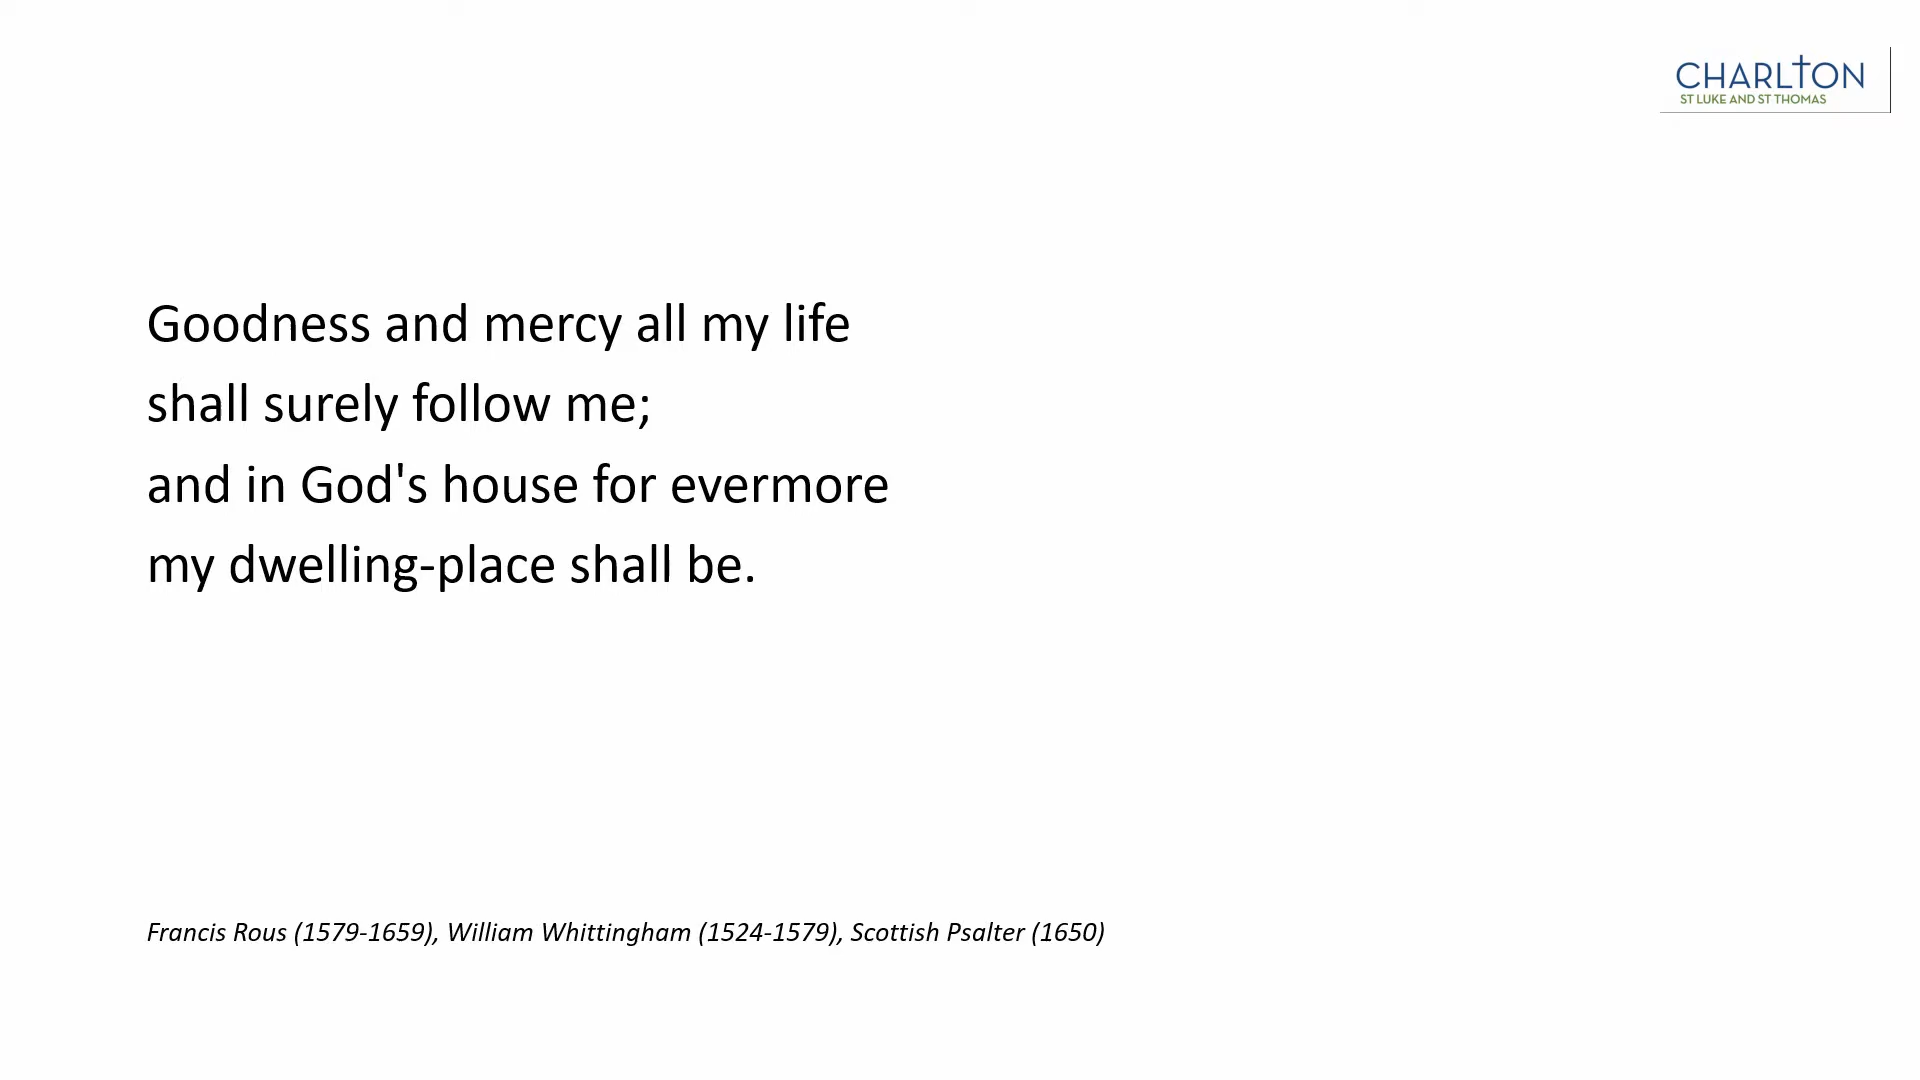 CHARLTON
ST LUKE AND ST THOMAS
Goodness and mercy all my life
shall surely follow me;
and in God's house for evermore
my dwelling-place shall be.
Francis Rous (1579-1659), William Whittingham (1524-1579), Scottish Psalter (1650)